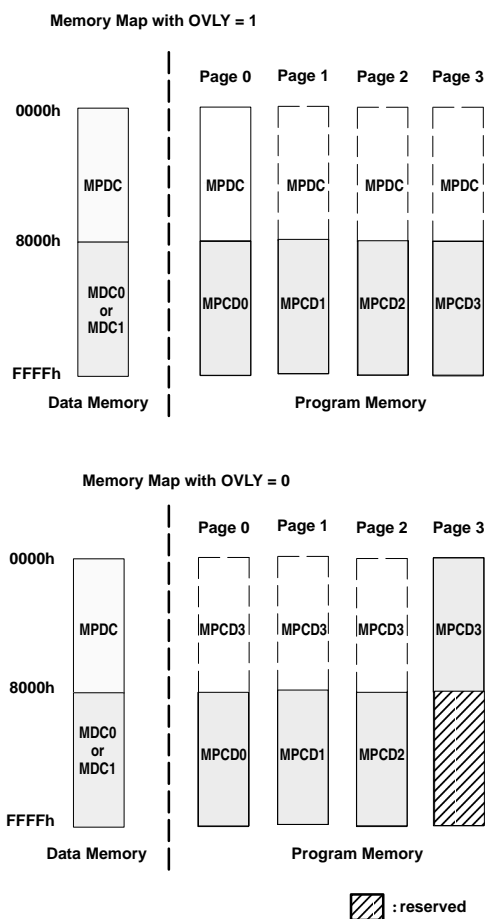 Memory Map with OVLY = 1
Page 0 Page 1 Page 2 Page 3
0000h
MPDC MPDC MPDC MPDC MPDC
8000h
MDC0
or
MDC1
MPCD0 MPCD1 MPCD2 MPCD3
FFFFh
Data Memory Program Memory
Memory Map with OVLY = 0
Page 0 Page 1 Page 2 Page 3
0000h
MPDC MPCD3 MPCD3 MPCD3 MPCD3
8000h
MDC0
or
MDC1
MPCD0 MPCD1 MPCD2
FFFFh
Data Memory Program Memory
: reserved